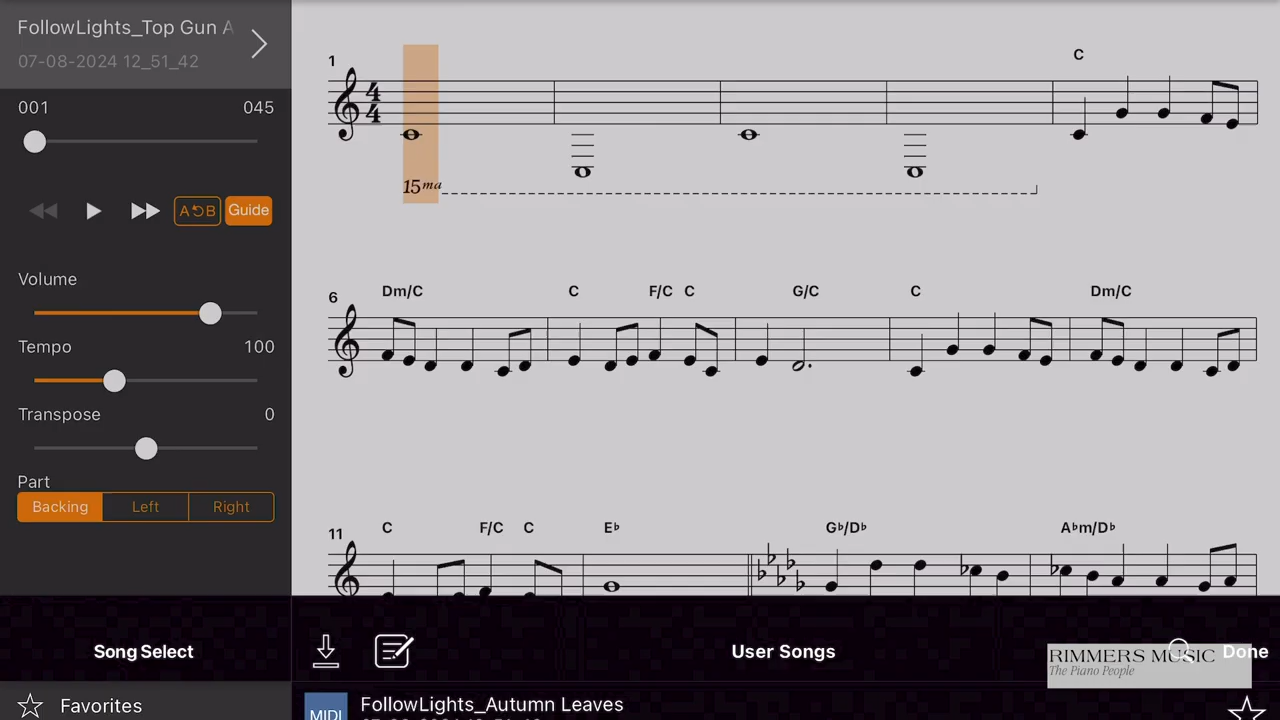 FollowLights_Top Gun A
07-08-2024 12_51_42
001 045
A B Guide
Volume
Tempo 100
Transpose 0
Part
Backing Left Right
1 C
4
4
15ma
6 Dm/C C F/C C G/C C Dm/C
11 C F/C C E♭ G♭/D♭ A♭m/D♭
Song Select User Songs Done
RIMMERS MUSIC
The Piano People
Favorites
MIDI FollowLights_Autumn Leaves